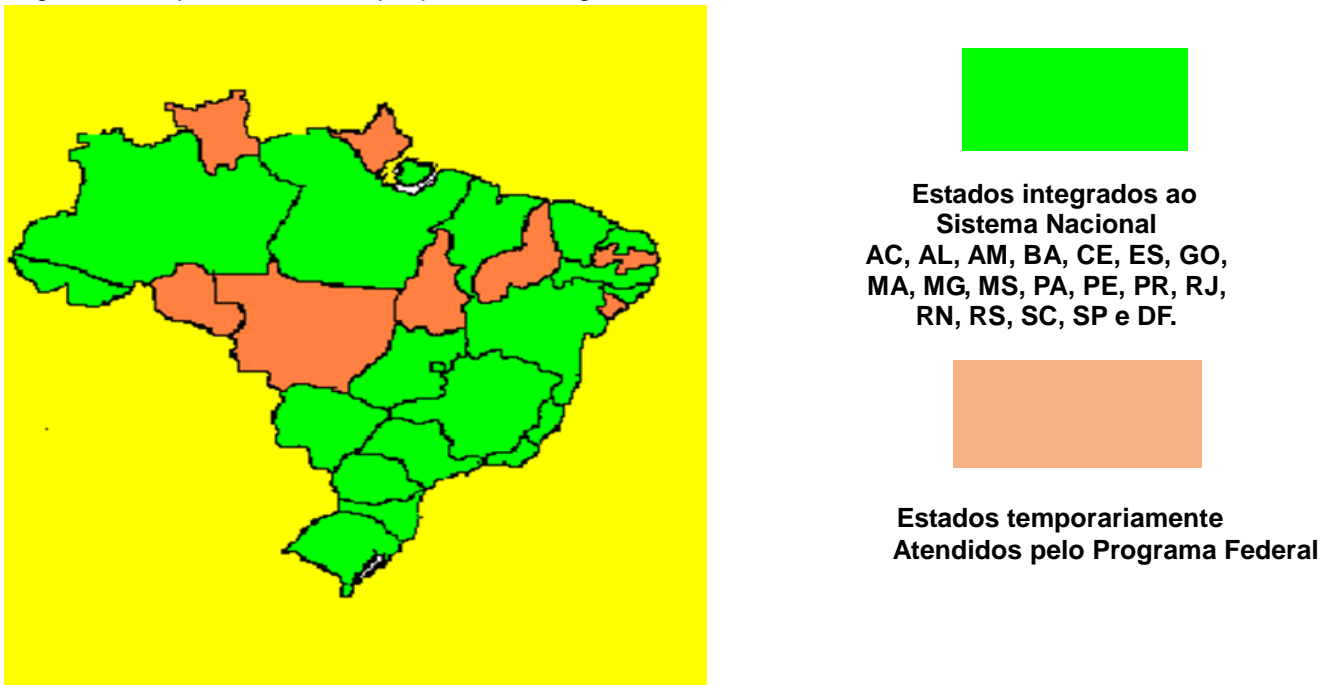 Estados integrados ao
Sistema Nacional
AC, AL, AM, BA, CE, ES, GO,
MA, MG, MS, PA, PE, PR, RJ,
RN, RS, SC, SP e DF.
Estados temporariamente
Atendidos pelo Programa Federal